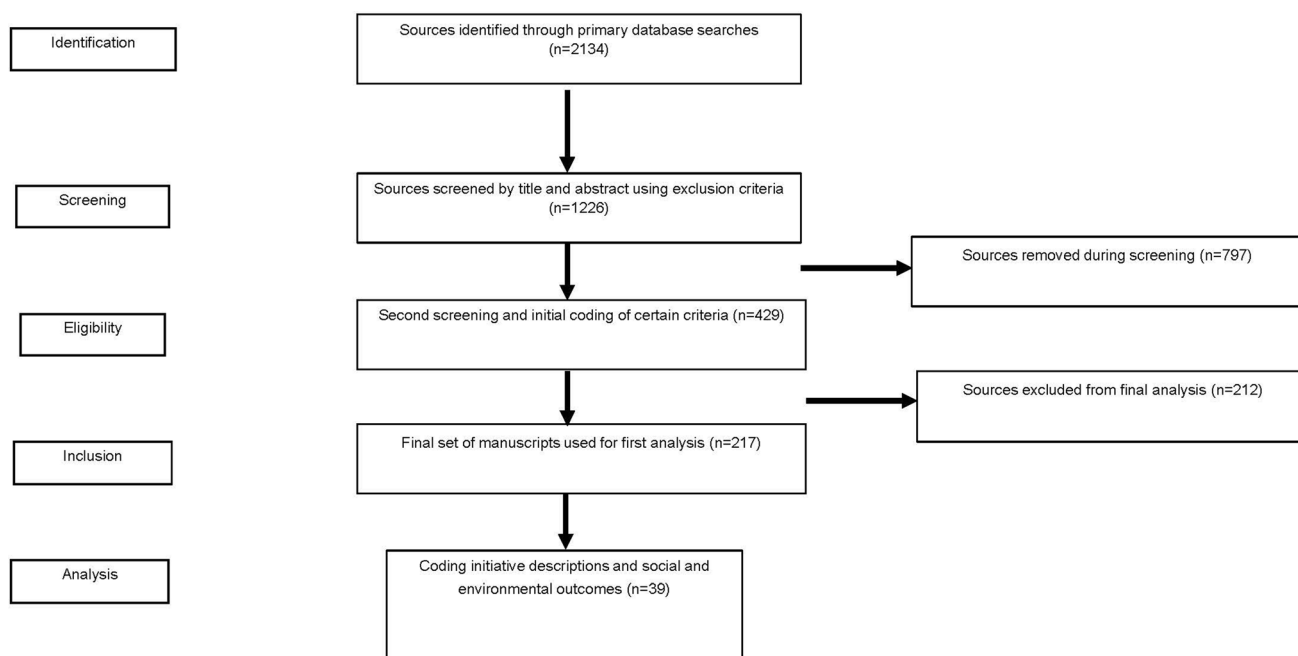 Identification
Sources identified through primary database searches
(n=2134)
Screening
Sources screened by title and abstract using exclusion criteria
(n=1226)
Sources removed during screening (n=797)
Eligibility
Second screening and initial coding of certain criteria (n=429)
Sources excluded from final analysis (n=212)
Inclusion
Final set of manuscripts used for first analysis (n=217)
Analysis
Coding initiative descriptions and social and
environmental outcomes (n=39)